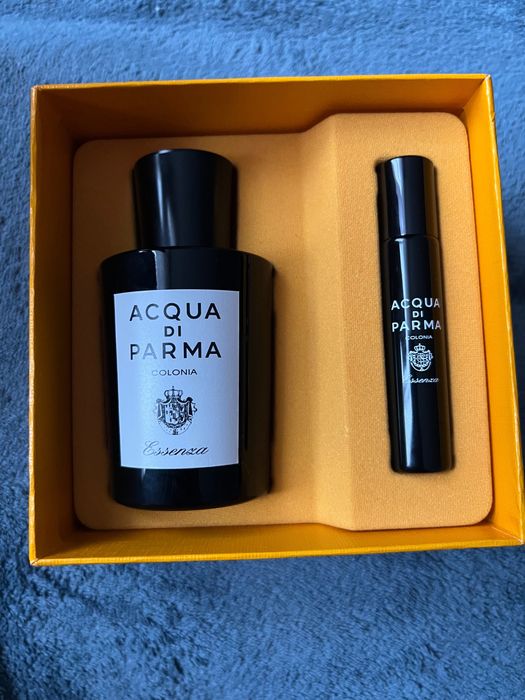 ACQUA
DI
PARMA
COLONIA
Essenza
ACQUA
DI
PARMA
COLONIA
Essenza